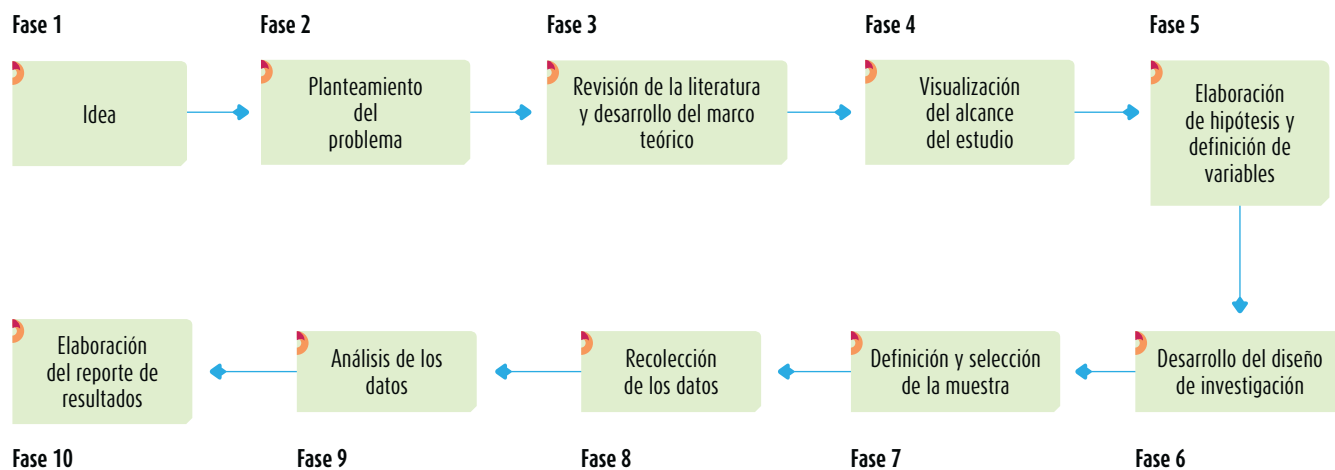 Fase 1
Idea
Fase 2
Planteamiento
del
problema
Fase 3
Revisión de la literatura
y desarrollo del marco
teórico
Fase 4
Visualización
del alcance
del estudio
Fase 5
Elaboración
de hipótesis y
definición de
variables
Desarrollo del diseño
de investigación
Fase 6
Definición y selección
de la muestra
Fase 7
Recolección
de los datos
Fase 8
Análisis de los
datos
Fase 9
Elaboración
del reporte de
resultados
Fase 10